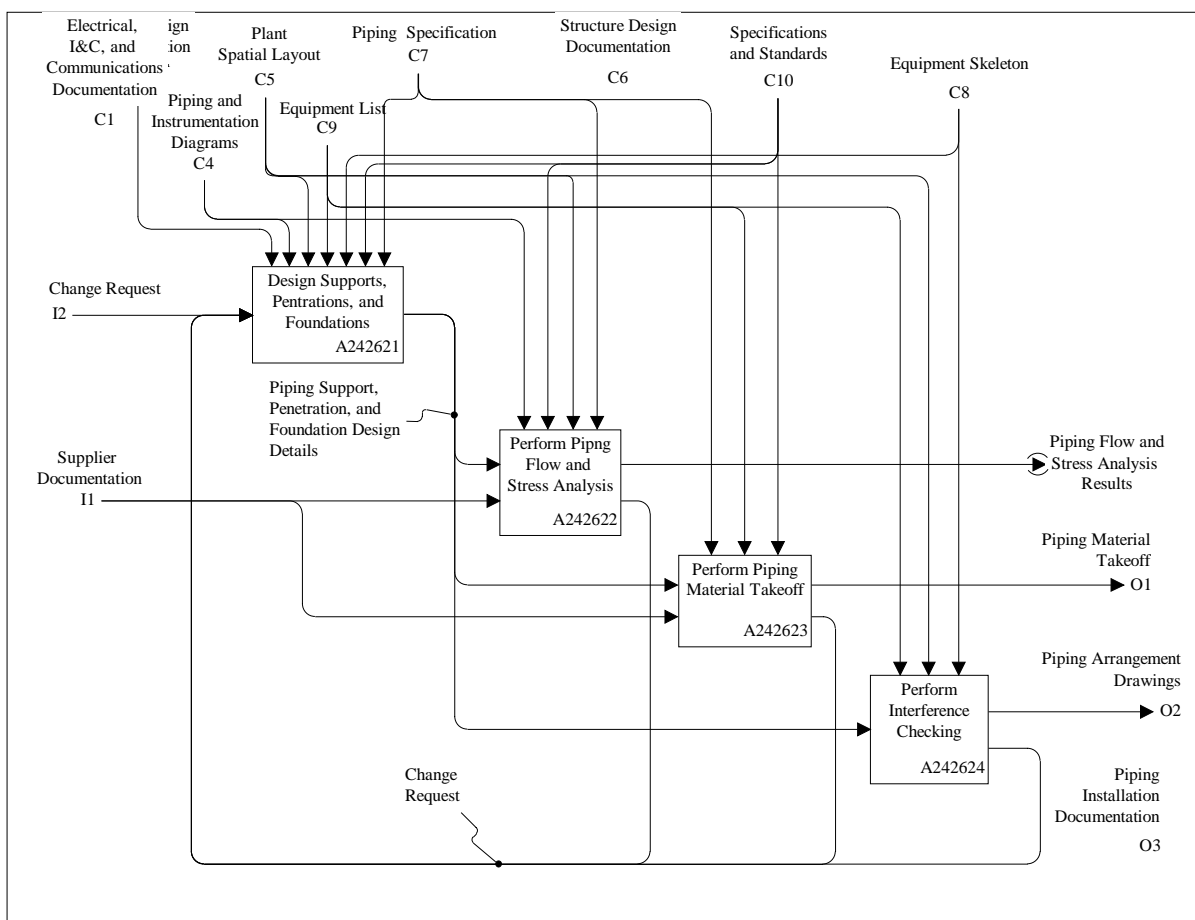 Electrical,
I&C, and
Communications
Documentation
C1
ign
ion
Plant
Spatial Layout
C5
Piping Specification
C7
Structure Design
Documentation
C6
Specifications
and Standards
C10
Equipment Skeleton
C8
Piping and
Instrumentation
Diagrams
C4
Equipment List
C9
Change Request
I2
Design Supports,
Pentrations, and
Foundations
A242621
Piping Support,
Penetration, and
Foundation Design
Details
Supplier
Documentation
I1
Perform Pipng
Flow and
Stress Analysis
A242622
Piping Flow and
Stress Analysis
Results
Perform Piping
Material Takeoff
A242623
Piping Material
Takeoff
O1
Perform
Interference
Checking
A242624
Piping Arrangement
Drawings
O2
Change
Request
Piping
Installation
Documentation
O3